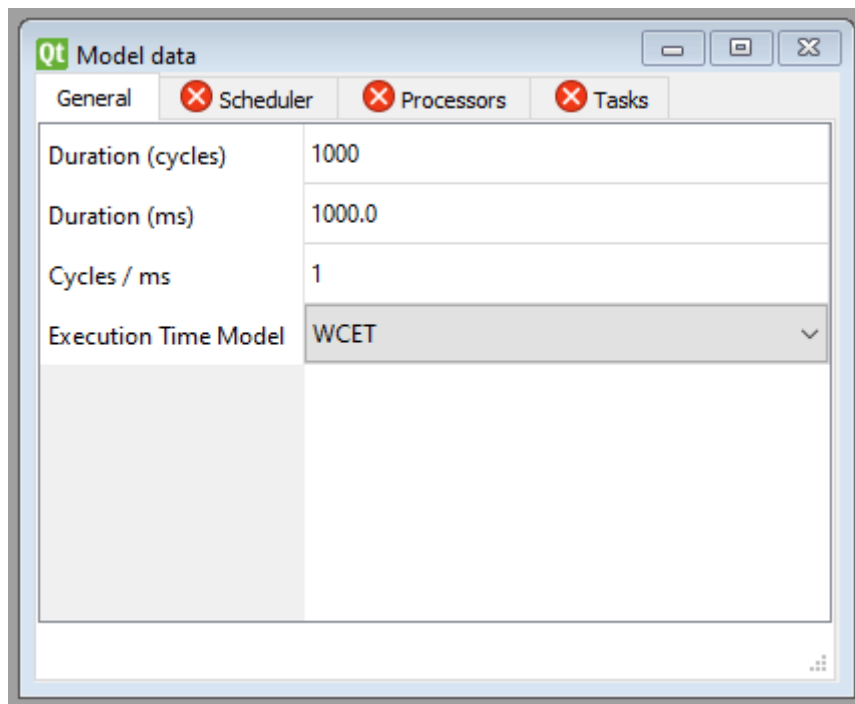 Qt Model data
General Scheduler Processors Tasks
Duration (cycles) 1000
Duration (ms) 1000.0
Cycles / ms 1
Execution Time Model WCET